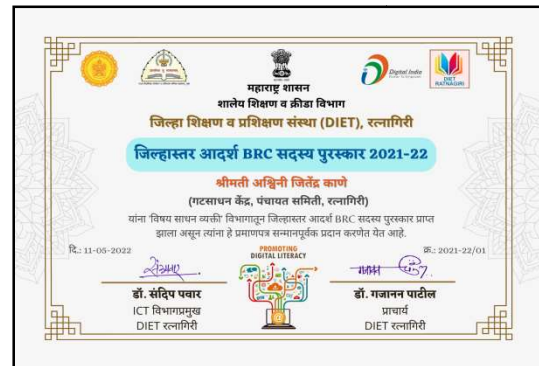 Digital India
Power To Empower
DIET
RATNAGIRI
महाराष्ट्र शासन
शालेय शिक्षण व क्रीडा विभाग
जिल्हा शिक्षण व प्रशिक्षण संस्था (DIET), रत्नागिरी
जिल्हास्तर आदर्श BRC सदस्य पुरस्कार 2021-22
श्रीमती अश्विनी जितेंद्र काणे
(गटसाधन केंद्र, पंचायत समिती, रत्नागिरी)
यांना 'विषय साधन व्यक्ती' विभागातून जिल्हास्तर आदर्श BRC सदस्य पुरस्कार प्राप्त
झाला असून त्यांना हे प्रमाणपत्र सन्मानपूर्वक प्रदान करणेत येत आहे.
दि.: 11-05-2022
PROMOTING
DIGITAL LITERACY
क्र.: 2021-22/01
डॉ. संदिप पवार
ICT विभागप्रमुख
DIET रत्नागिरी
डॉ. गजानन पाटील
प्राचार्य
DIET रत्नागिरी